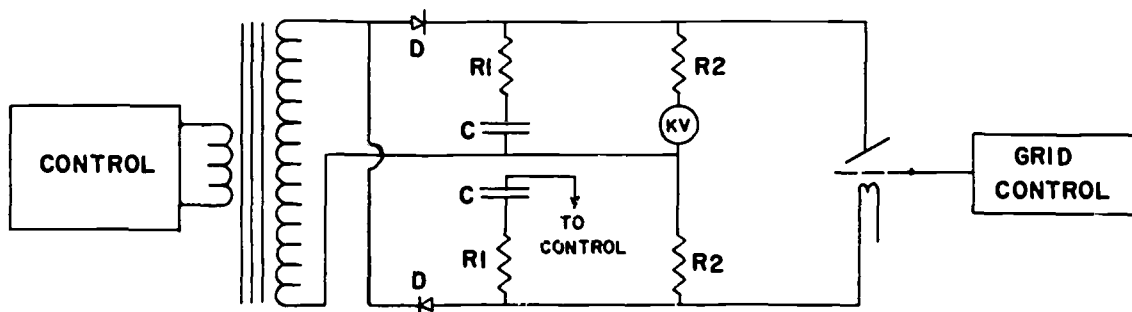 D
R1
R2
C
KV
CONTROL
GRID
CONTROL
C
TO
CONTROL
R1
R2
D